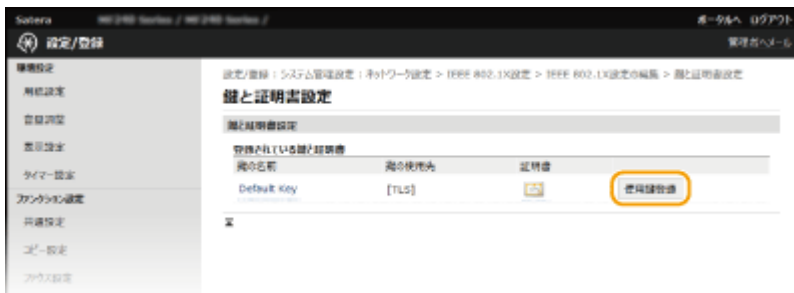 Satera
MF240 Series / MF240 Series /
ポータルへ ログアウト
設定/登録
管理者へメール
環境設定
用紙設定
音量調整
表示設定
タイマー設定
ファンクション設定
共通設定
コピー設定
ファクス設定
設定/登録 : システム管理設定 : ネットワーク設定 > IEEE 802.1X設定 > IEEE 802.1X設定の編集 > 鍵と証明書設定
鍵と証明書設定
鍵と証明書設定
登録されている鍵と証明書
鍵の名前 鍵の使用先 証明書
Default Key [TLS] 使用鍵登録